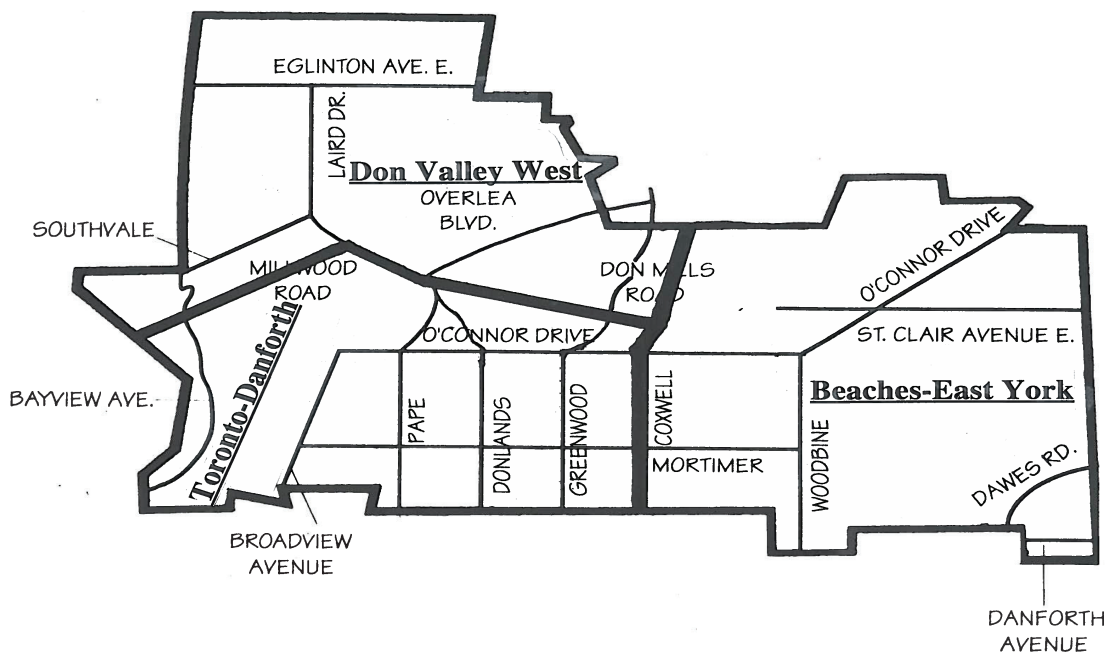 EGLINTON AVE. E.
LAIRD DR.
Don Valley West
OVERLEA
BLVD.
SOUTHVALE
MILLWOOD
ROAD
DON MILLS
ROAD
O'CONNOR DRIVE
O'CONNOR DRIVE
ST. CLAIR AVENUE E.
Toronto-Danforth
BAYVIEW AVE.
PAPE
DONLANDS
GREENWOOD
COXWELL
MORTIMER
WOODBINE
Beaches-East York
DAWES RD.
BROADVIEW
AVENUE
DANFORTH
AVENUE